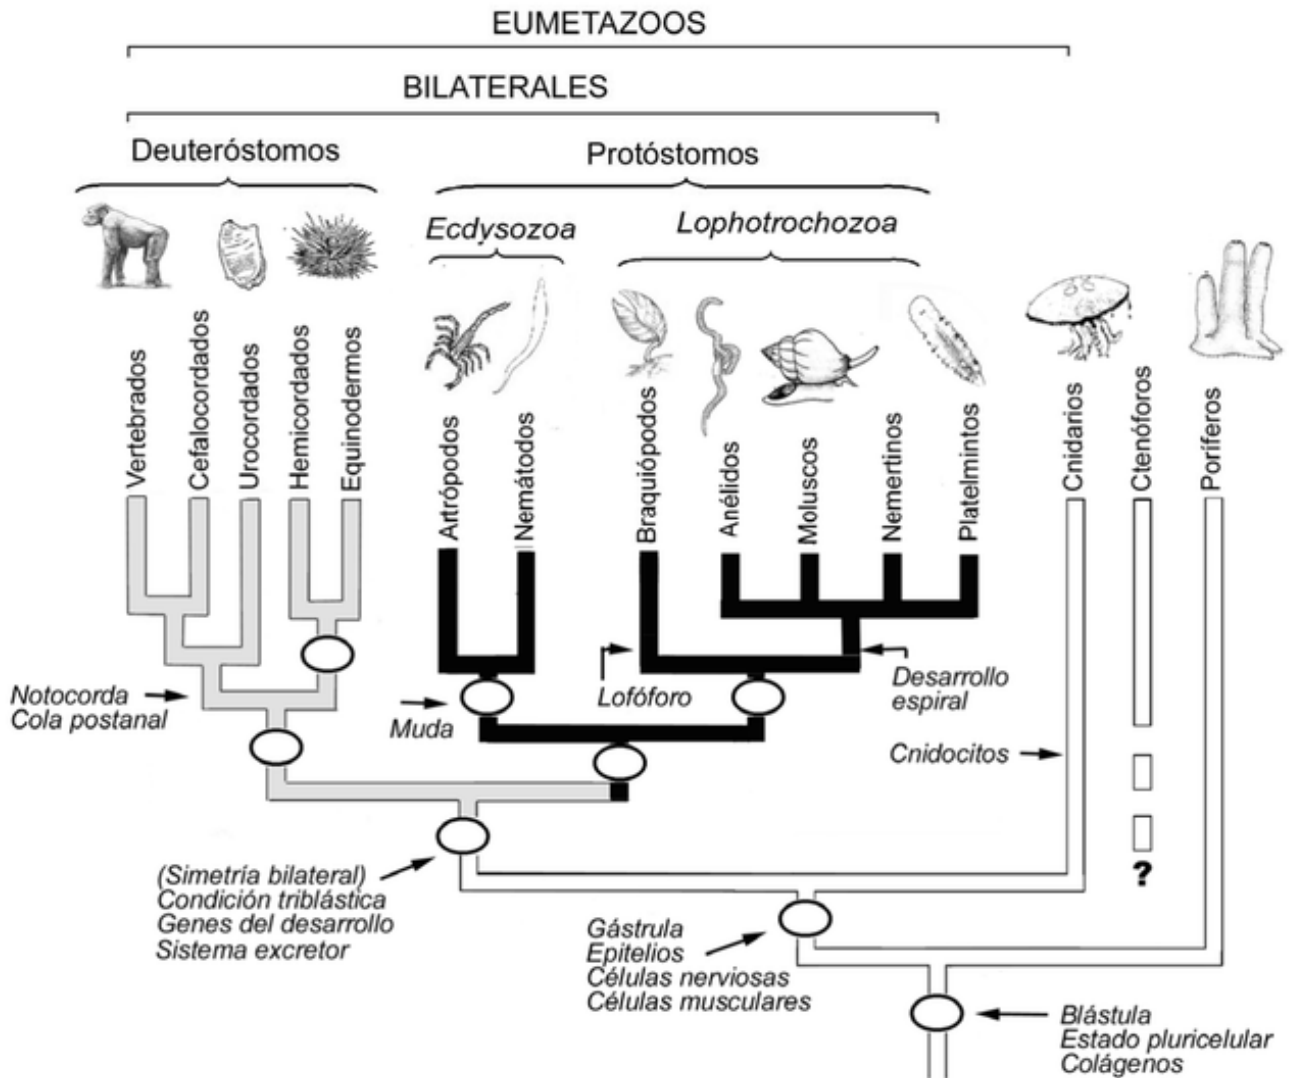 EUMETAZOOS
BILATERALES
Deuteróstomos
Protóstomos
Ecdysozoa
Lophotrochozoa
Vertebrados
Cefalocordados
Urocordados
Hemicordados
Equinodermos
Artrópodos
Nemátodos
Braquiópodos
Anélidos
Moluscos
Nemertinos
Platelmintos
Cnidarios
Ctenóforos
Poríferos
Notocorda
Cola postanal
Muda
Lofóforo
Desarrollo
espiral
Cnidocitos
(Simetría bilateral)
Condición triblástica
Genes del desarrollo
Sistema excretor
?
Gástrula
Epitelios
Células nerviosas
Células musculares
Blástula
Estado pluricelular
Colágenos